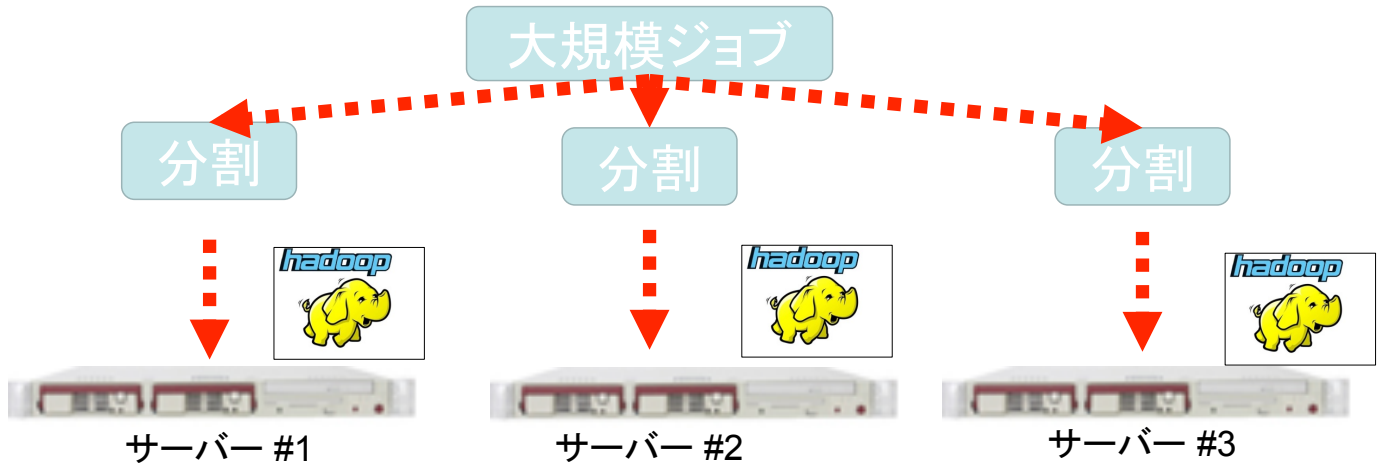 大規模ジョブ
分割
分割
分割
hadoop
hadoop
hadoop
サーバー #1
サーバー #2
サーバー #3